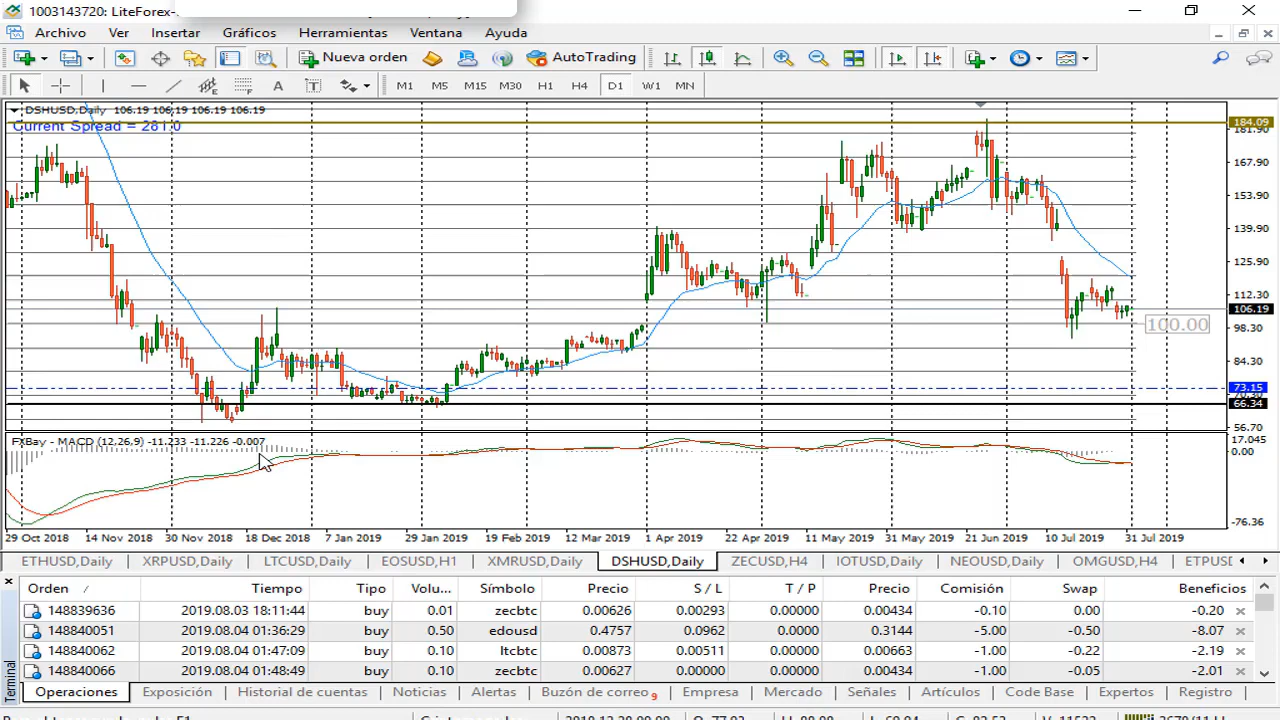 1003143720: LiteForex-
Archivo Ver Insertar Gráficos Herramientas Ventana Ayuda
Nueva orden AutoTrading
A T M1 M5 M15 M30 H1 H4 D1 W1 MN
DSHUSD,Daily 106.19 106.19 106.19 106.19
Current Spread = 281.0
184.09
181.90
167.90
153.90
139.90
125.90
112.30
106.19
100.00
98.30
84.30
73.15
70.30
66.34
56.70
FXBay - MACD (12,26,9) -11.233 -11.226 -0.007
17.045
0.00
-76.36
29 Oct 2018 14 Nov 2018 30 Nov 2018 18 Dec 2018 7 Jan 2019 29 Jan 2019 19 Feb 2019 12 Mar 2019 1 Apr 2019 22 Apr 2019 11 May 2019 31 May 2019 21 Jun 2019 10 Jul 2019 31 Jul 2019
ETHUSD,Daily XRPUSD,Daily LTCUSD,Daily EOSUSD,H1 XMRUSD,Daily DSHUSD,Daily ZECUSD,H4 IOTUSD,Daily NEOUSD,Daily OMGUSD,H4 ETPUSD
Orden Tiempo Tipo Volu... Símbolo Precio S / L T / P Precio Comisión Swap Beneficios
148839636 2019.08.03 18:11:44 buy 0.01 zecbtc 0.00626 0.00293 0.00000 0.00434 -0.10 0.00 -0.20
148840051 2019.08.04 01:36:29 buy 0.50 edousd 0.4757 0.0962 0.0000 0.3144 -5.00 -0.50 -8.07
148840062 2019.08.04 01:47:09 buy 0.10 ltcbtc 0.00873 0.00511 0.00000 0.00663 -1.00 -0.22 -2.19
148840066 2019.08.04 01:48:49 buy 0.10 zecbtc 0.00627 0.00000 0.00000 0.00434 -1.00 -0.05 -2.01
Terminal
Operaciones Exposición Historial de cuentas Noticias Alertas Buzón de correo 9 Empresa Mercado Señales Artículos Code Base Expertos Registro